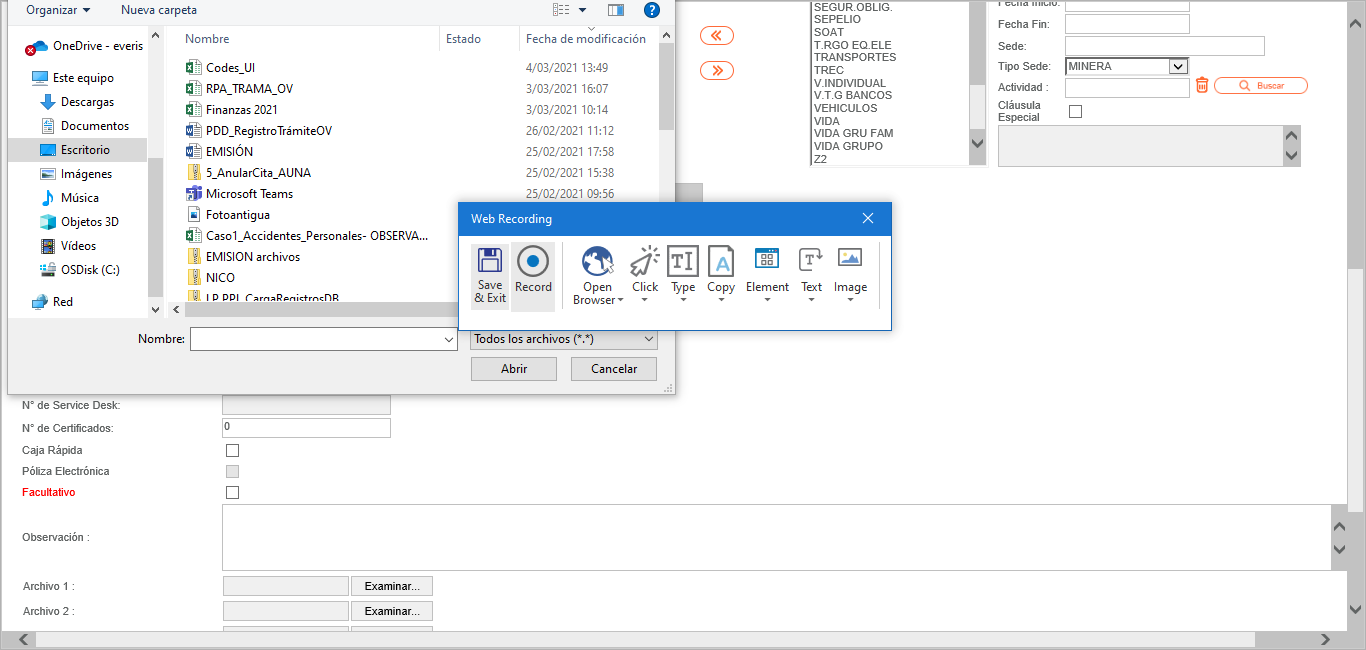 Organizar
Nueva carpeta
OneDrive - everis
Este equipo
Descargas
Documentos
Escritorio
Imágenes
Música
Objetos 3D
Vídeos
OSDisk (C:)
Red
Nombre
Estado
Fecha de modificación
Codes_UI
4/03/2021 13:49
RPA_TRAMA_OV
3/03/2021 16:07
Finanzas 2021
3/03/2021 10:14
PDD_RegistroTrámiteOV
26/02/2021 11:12
EMISIÓN
25/02/2021 17:58
5_AnularCita_AUNA
25/02/2021 15:38
Microsoft Teams
25/02/2021 09:56
Fotoantigua
Caso1_Accidentes_Personales- OBSERVA...
EMISION archivos
NICO
LP PPL_CargaRegistrosDB
Nombre:
Todos los archivos (*.*)
Abrir
Cancelar
Web Recording
Save & Exit
Record
Open Browser
Click
Type
Copy
Element
Text
Image
SEGUR.OBLIG.
SEPELIO
SOAT
T.RGO EQ.ELE
TRANSPORTES
TREC
V.INDIVIDUAL
V.T.G BANCOS
VEHICULOS
VIDA
VIDA GRU FAM
VIDA GRUPO
Z2
Fecha Inicio:
Fecha Fin:
Sede:
Tipo Sede:
MINERA
Actividad :
Buscar
Cláusula
Especial
N° de Service Desk:
N° de Certificados:
0
Caja Rápida
Póliza Electrónica
Facultativo
Observación :
Archivo 1 :
Examinar...
Archivo 2 :
Examinar...